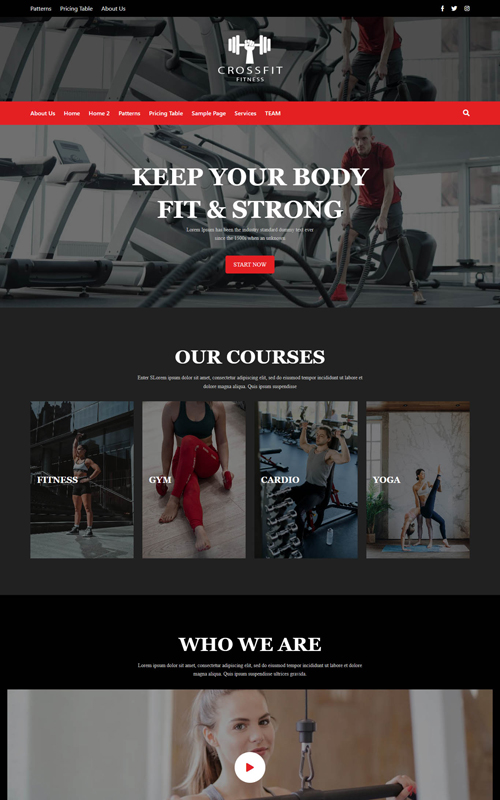 Patterns Pricing Table About Us
CROSSFIT
FITNESS
About Us Home Home 2 Patterns Pricing Table Sample Page Services TEAM
KEEP YOUR BODY
FIT & STRONG
Lorem Ipsum has been the industry standard dummy text ever
since the 1500s when an unknown
START NOW
OUR COURSES
Enter SLorem ipsum dolor sit amet, consectetur adipiscing elit, sed do eiusmod tempor incididunt ut labore et
dolore magna aliqua. Quis ipsum suspendisse
FITNESS GYM CARDIO YOGA
WHO WE ARE
Lorem ipsum dolor sit amet, consectetur adipiscing elit, sed do eiusmod tempor incididunt ut labore et dolore
magna aliqua. Quis ipsum suspendisse ultrices gravida.